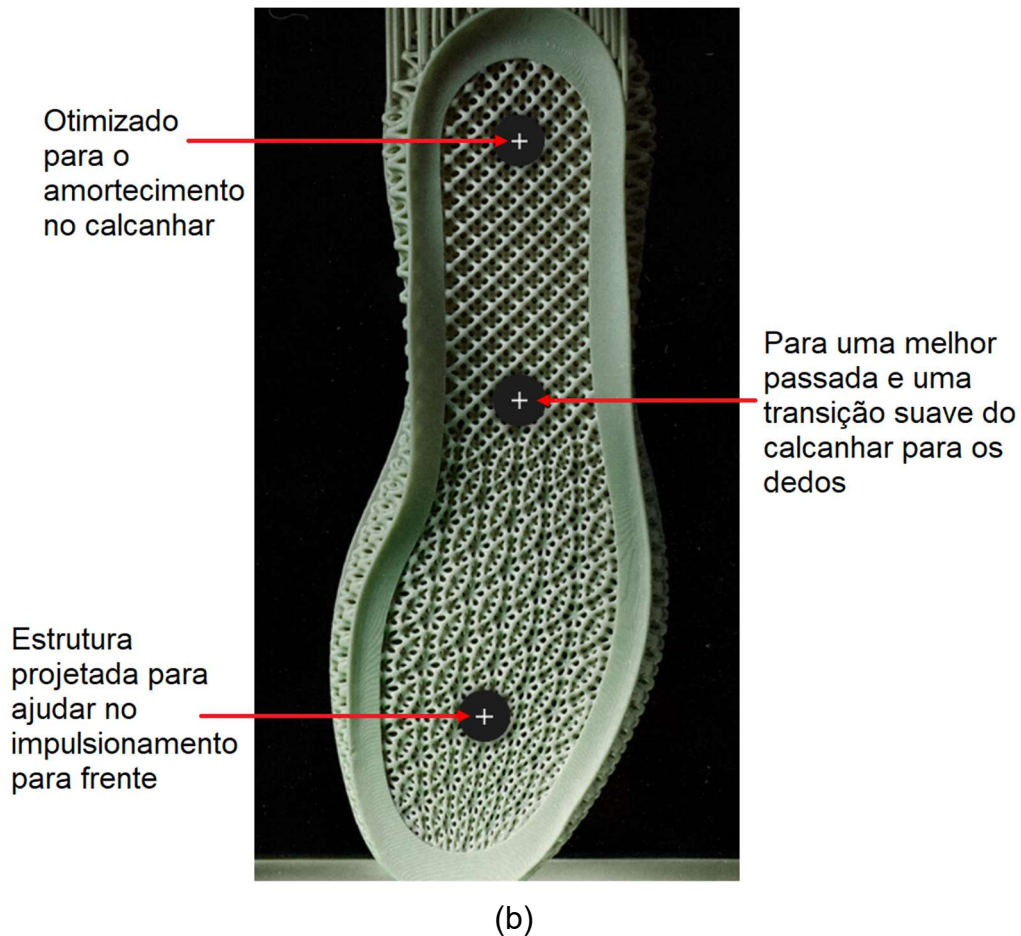 Otimizado
para o
amortecimento
no calcanhar
Para uma melhor
passada e uma
transição suave do
calcanhar para os
dedos
Estrutura
projetada para
ajudar no
impulsionamento
para frente
(b)